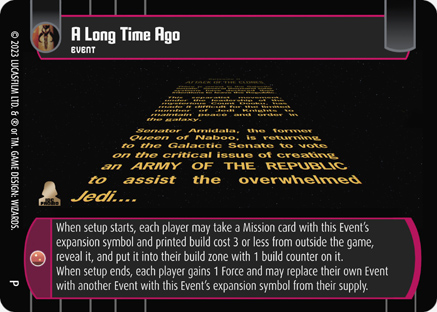 A Long Time Ago
EVENT
ATTACK OF THE CLONES
This separatist movement,
under the leadership of the
mysterious Count Dooku, has
made it difficult for the limited
number of Jedi Knights to
maintain peace and order in
the galaxy.
Senator Amidala, the former
Queen of Naboo, is returning
to the Galactic Senate to vote
on the critical issue of creating
an ARMY OF THE REPUBLIC
to assist the overwhelmed
Jedi....
When setup starts, each player may take a Mission card with this Event's
expansion symbol and printed build cost 3 or less from outside the game,
reveal it, and put it into their build zone with 1 build counter on it.
When setup ends, each player gains 1 Force and may replace their own Event
with another Event with this Event's expansion symbol from their supply.
© 2023 LUCASFILM LTD. & ® OR TM. GAME DESIGN: WIZARDS.
P